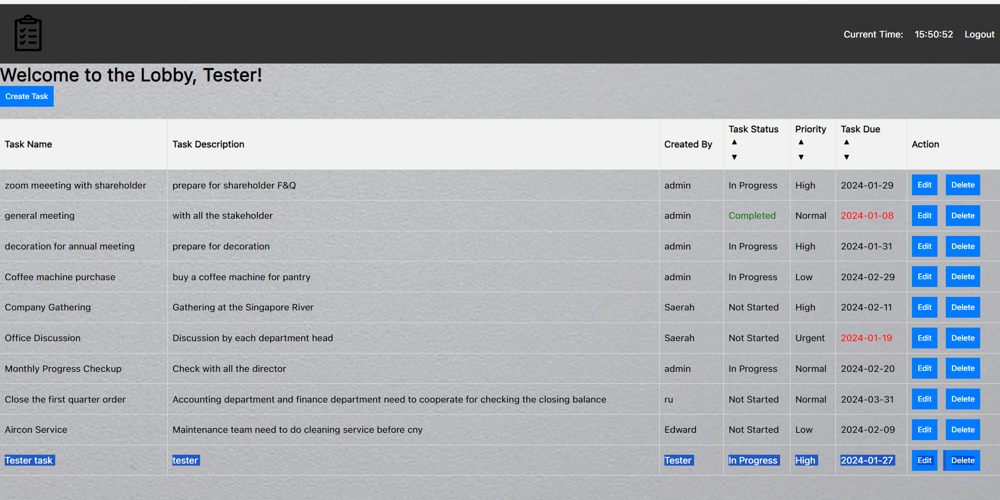 Current Time: 15:50:52 Logout
Welcome to the Lobby, Tester!
Create Task
Task Name Task Description Created By Task Status ▲ ▼ Priority ▲ ▼ Task Due ▲ ▼ Action
zoom meeeting with shareholder prepare for shareholder F&Q admin In Progress High 2024-01-29 Edit Delete
general meeting with all the stakeholder admin Completed Normal 2024-01-08 Edit Delete
decoration for annual meeting prepare for decoration admin In Progress High 2024-01-31 Edit Delete
Coffee machine purchase buy a coffee machine for pantry admin In Progress Low 2024-02-29 Edit Delete
Company Gathering Gathering at the Singapore River Saerah Not Started High 2024-02-11 Edit Delete
Office Discussion Discussion by each department head Saerah Not Started Urgent 2024-01-19 Edit Delete
Monthly Progress Checkup Check with all the director admin In Progress Normal 2024-02-20 Edit Delete
Close the first quarter order Accounting department and finance department need to cooperate for checking the closing balance ru Not Started Normal 2024-03-31 Edit Delete
Aircon Service Maintenance team need to do cleaning service before cny Edward Not Started Low 2024-02-09 Edit Delete
Tester task tester Tester In Progress High 2024-01-27 Edit Delete